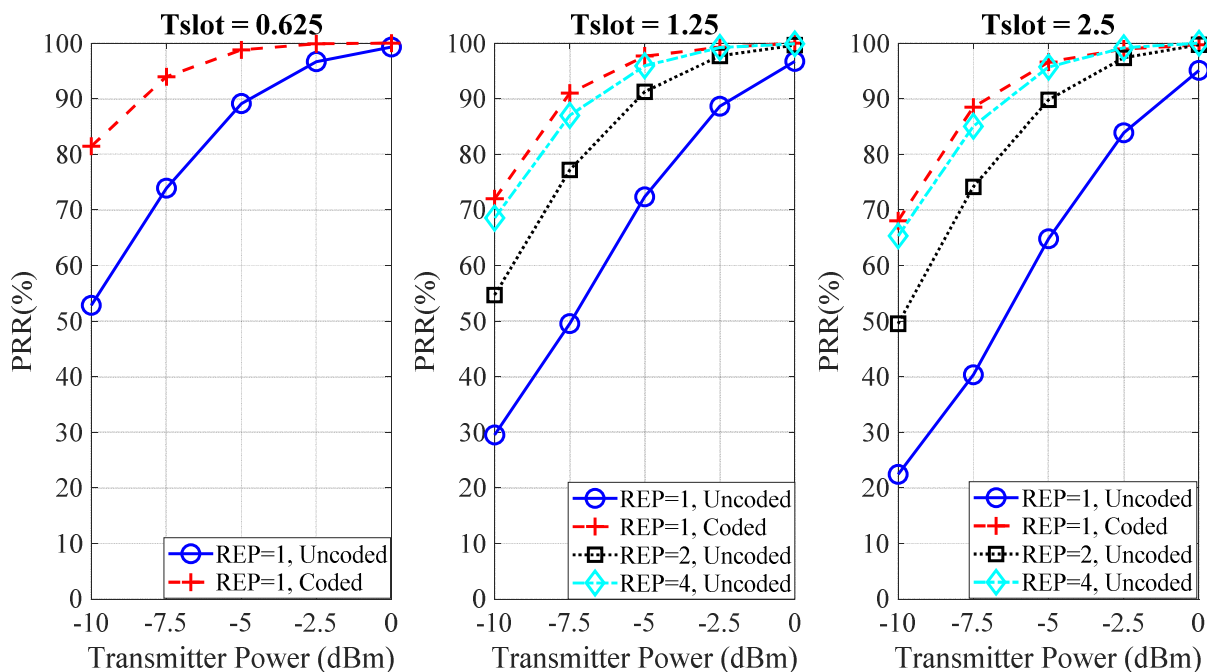 Tslot = 0.625
100
90
80
70
60
50
40
30
20
10
0
PRR(%)
-10 -7.5 -5 -2.5 0
Transmitter Power (dBm)
REP=1, Uncoded
REP=1, Coded
Tslot = 1.25
100
90
80
70
60
50
40
30
20
10
0
PRR(%)
-10 -7.5 -5 -2.5 0
Transmitter Power (dBm)
REP=1, Uncoded
REP=1, Coded
REP=2, Uncoded
REP=4, Uncoded
Tslot = 2.5
100
90
80
70
60
50
40
30
20
10
0
PRR(%)
-10 -7.5 -5 -2.5 0
Transmitter Power (dBm)
REP=1, Uncoded
REP=1, Coded
REP=2, Uncoded
REP=4, Uncoded